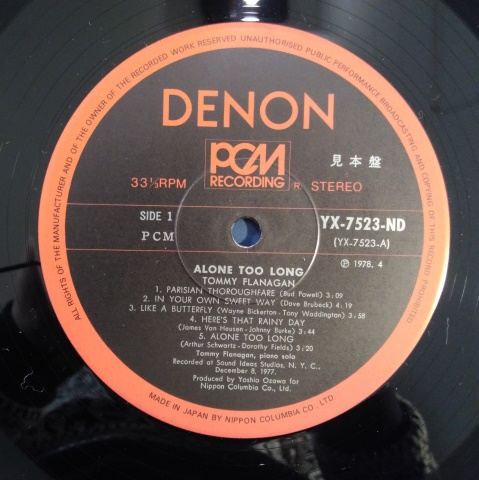 ALL RIGHTS OF THE MANUFACTURER AND OF THE OWNER OF THE RECORDED WORK RESERVED UNAUTHORISED PUBLIC PERFORMANCE BROADCASTING AND COPYING OF THIS RECORD PROHIBITED
DENON
PCM
RECORDING
見本盤
33⅓RPM
R STEREO
SIDE 1
PCM
YX-7523-ND
(YX-7523-A)
Ⓟ 1978. 4
ALONE TOO LONG
TOMMY FLANAGAN
1. PARISIAN THOROUGHFARE (Bud Powell) 3:09
2. IN YOUR OWN SWEET WAY (Dave Brubeck) 4:19
3. LIKE A BUTTERFLY (Wayne Bickerton - Tony Waddington) 3:58
4. HERE'S THAT RAINY DAY
(James Van Heusen - Johnny Burke) 3:44
5. ALONE TOO LONG
(Arthur Schwartz - Dorothy Fields) 3:20
Tommy Flanagan, piano solo
Recorded at Sound Ideas Studios, N. Y. C.,
December 8, 1977.
Produced by Yoshio Ozawa for
Nippon Columbia Co., Ltd.
MADE IN JAPAN BY NIPPON COLUMBIA CO., LTD